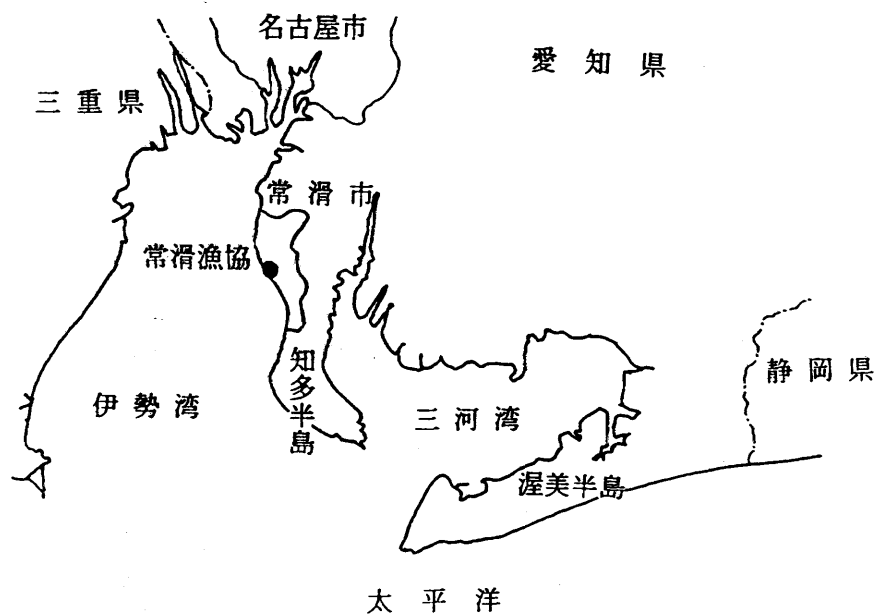 名古屋市
愛知県
三重県
常滑市
常滑漁協
静岡県
知多半島
伊勢湾
三河湾
渥美半島
太平洋